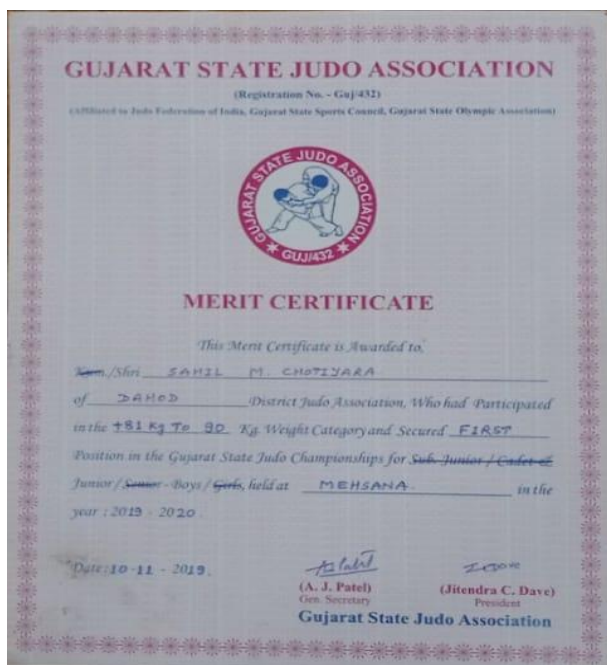 GUJARAT STATE JUDO ASSOCIATION
(Registration No. - Guj/432)
(Affiliated to Judo Federation of India, Gujarat State Sports Council, Gujarat State Olympic Association)
GUJARAT STATE JUDO ASSOCIATION
GUJ/432
MERIT CERTIFICATE
This Merit Certificate is Awarded to,
Kum./Shri SAHIL M. CHOTIYARA
of DAHOD District Judo Association, Who had Participated
in the +81 Kg To 90 Kg. Weight Category and Secured FIRST
Position in the Gujarat State Judo Championships for Sub. Junior / Cadet &
Junior / Senior - Boys / Girls, held at MEHSANA. in the
year : 2019 - 2020.
Date: 10-11-2019.
(A. J. Patel)
(Jitendra C. Dave)
Gen. Secretary
President
Gujarat State Judo Association